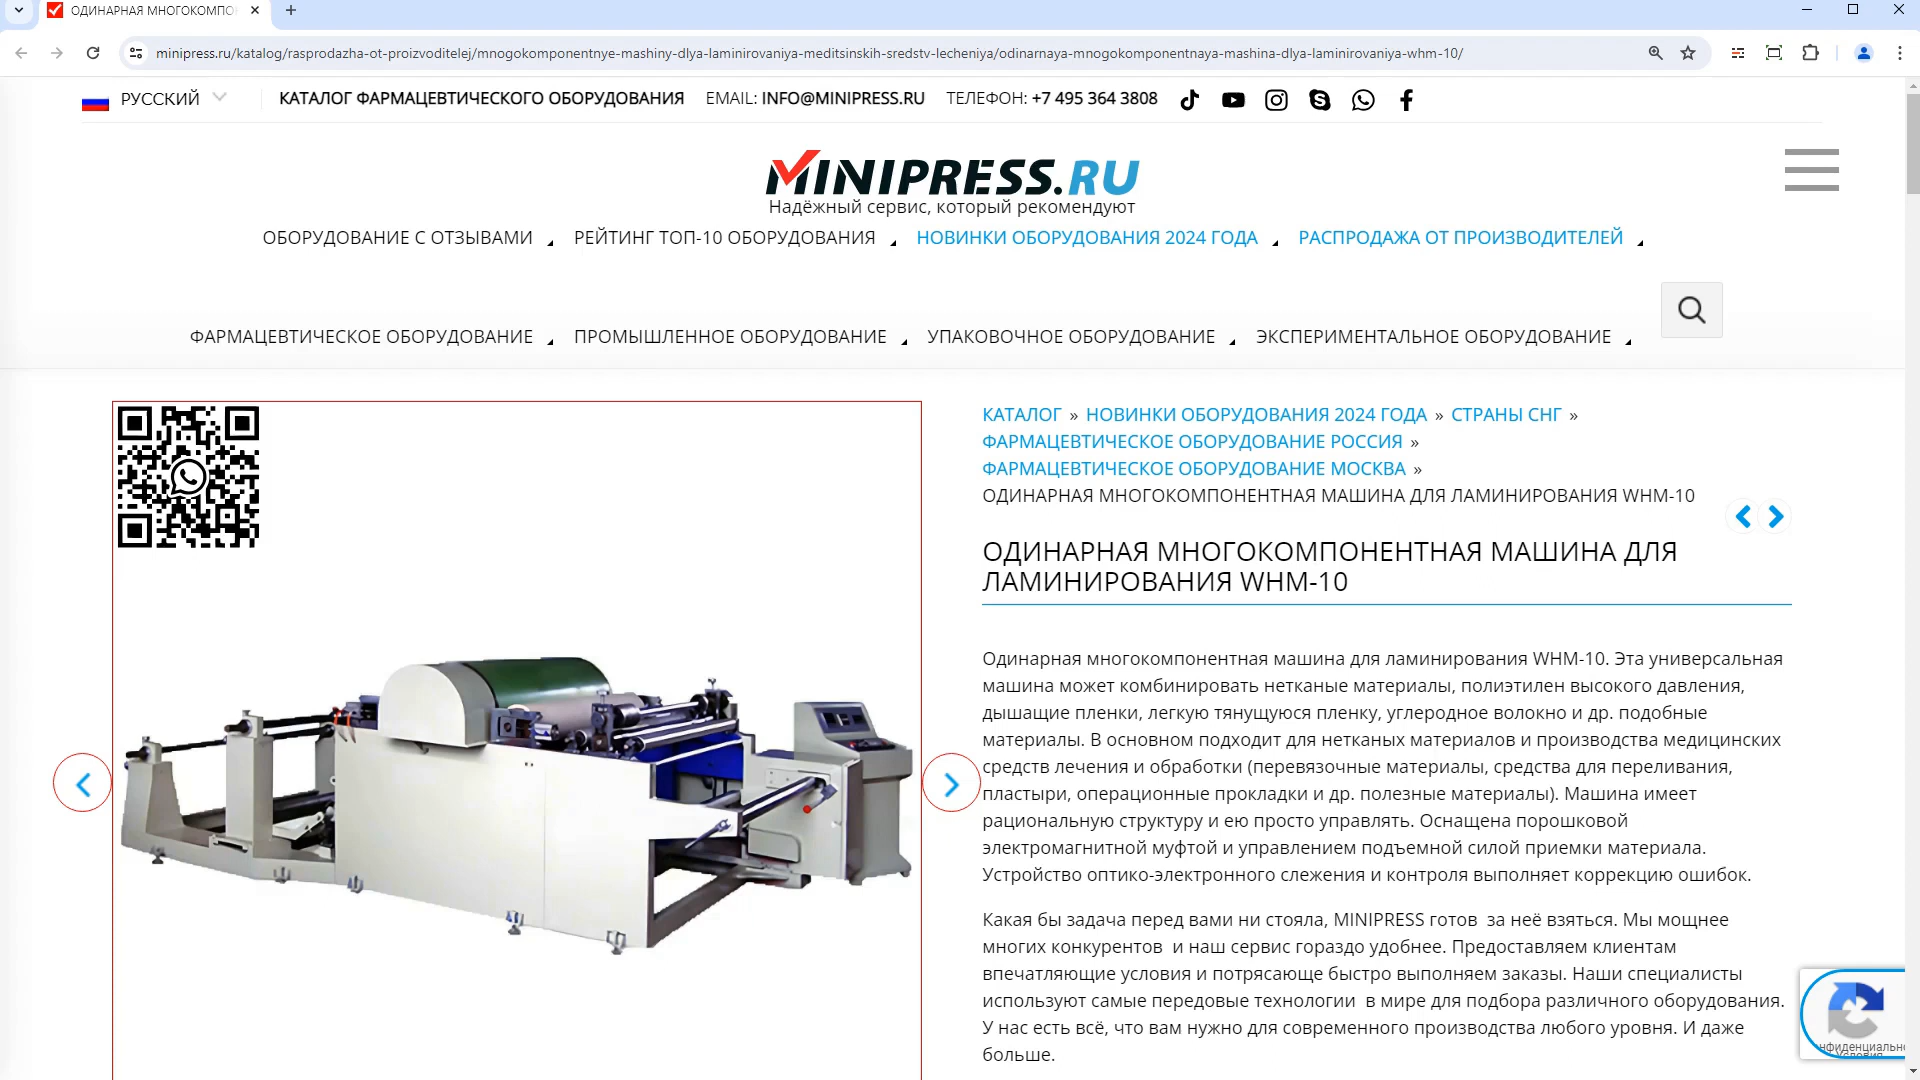 ОДИНАРНАЯ МНОГОКОМПО
minipress.ru/katalog/rasprodazha-ot-proizvoditelej/mnogokomponentnye-mashiny-dlya-laminirovaniya-meditsinskih-sredstv-lecheniya/odinarnaya-mnogokomponentnaya-mashina-dlya-laminirovaniya-whm-10/
РУССКИЙ КАТАЛОГ ФАРМАЦЕВТИЧЕСКОГО ОБОРУДОВАНИЯ EMAIL: INFO@MINIPRESS.RU ТЕЛЕФОН: +7 495 364 3808
MINIPRESS.RU
Надёжный сервис, который рекомендуют
ОБОРУДОВАНИЕ С ОТЗЫВАМИ РЕЙТИНГ ТОП-10 ОБОРУДОВАНИЯ НОВИНКИ ОБОРУДОВАНИЯ 2024 ГОДА РАСПРОДАЖА ОТ ПРОИЗВОДИТЕЛЕЙ
ФАРМАЦЕВТИЧЕСКОЕ ОБОРУДОВАНИЕ ПРОМЫШЛЕННОЕ ОБОРУДОВАНИЕ УПАКОВОЧНОЕ ОБОРУДОВАНИЕ ЭКСПЕРИМЕНТАЛЬНОЕ ОБОРУДОВАНИЕ
КАТАЛОГ » НОВИНКИ ОБОРУДОВАНИЯ 2024 ГОДА » СТРАНЫ СНГ »
ФАРМАЦЕВТИЧЕСКОЕ ОБОРУДОВАНИЕ РОССИЯ »
ФАРМАЦЕВТИЧЕСКОЕ ОБОРУДОВАНИЕ МОСКВА »
ОДИНАРНАЯ МНОГОКОМПОНЕНТНАЯ МАШИНА ДЛЯ ЛАМИНИРОВАНИЯ WHM-10
ОДИНАРНАЯ МНОГОКОМПОНЕНТНАЯ МАШИНА ДЛЯ
ЛАМИНИРОВАНИЯ WHM-10
Одинарная многокомпонентная машина для ламинирования WHM-10. Эта универсальная
машина может комбинировать нетканые материалы, полиэтилен высокого давления,
дышащие пленки, легкую тянущуюся пленку, углеродное волокно и др. подобные
материалы. В основном подходит для нетканых материалов и производства медицинских
средств лечения и обработки (перевязочные материалы, средства для переливания,
пластыри, операционные прокладки и др. полезные материалы). Машина имеет
рациональную структуру и ею просто управлять. Оснащена порошковой
электромагнитной муфтой и управлением подъемной силой приемки материала.
Устройство оптико-электронного слежения и контроля выполняет коррекцию ошибок.
Какая бы задача перед вами ни стояла, MINIPRESS готов за неё взяться. Мы мощнее
многих конкурентов и наш сервис гораздо удобнее. Предоставляем клиентам
впечатляющие условия и потрясающе быстро выполняем заказы. Наши специалисты
используют самые передовые технологии в мире для подбора различного оборудования.
У нас есть всё, что вам нужно для современного производства любого уровня. И даже
больше.
нфиденциальнo
Условия